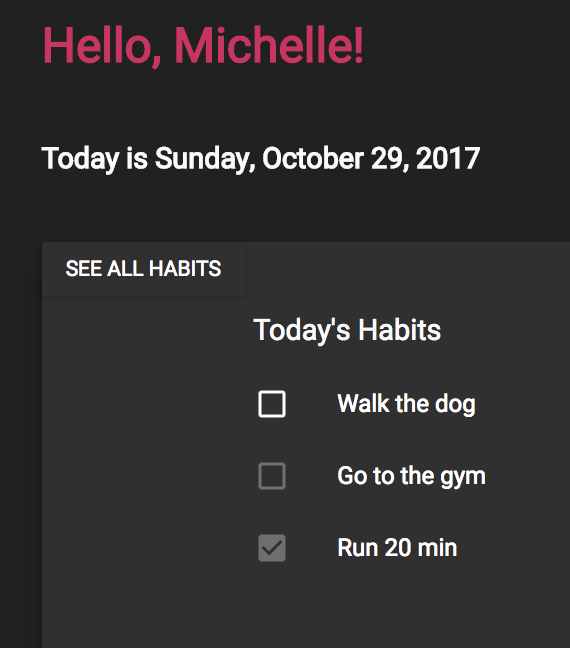 Hello, Michelle!
Today is Sunday, October 29, 2017
SEE ALL HABITS
Today's Habits
Walk the dog
Go to the gym
Run 20 min